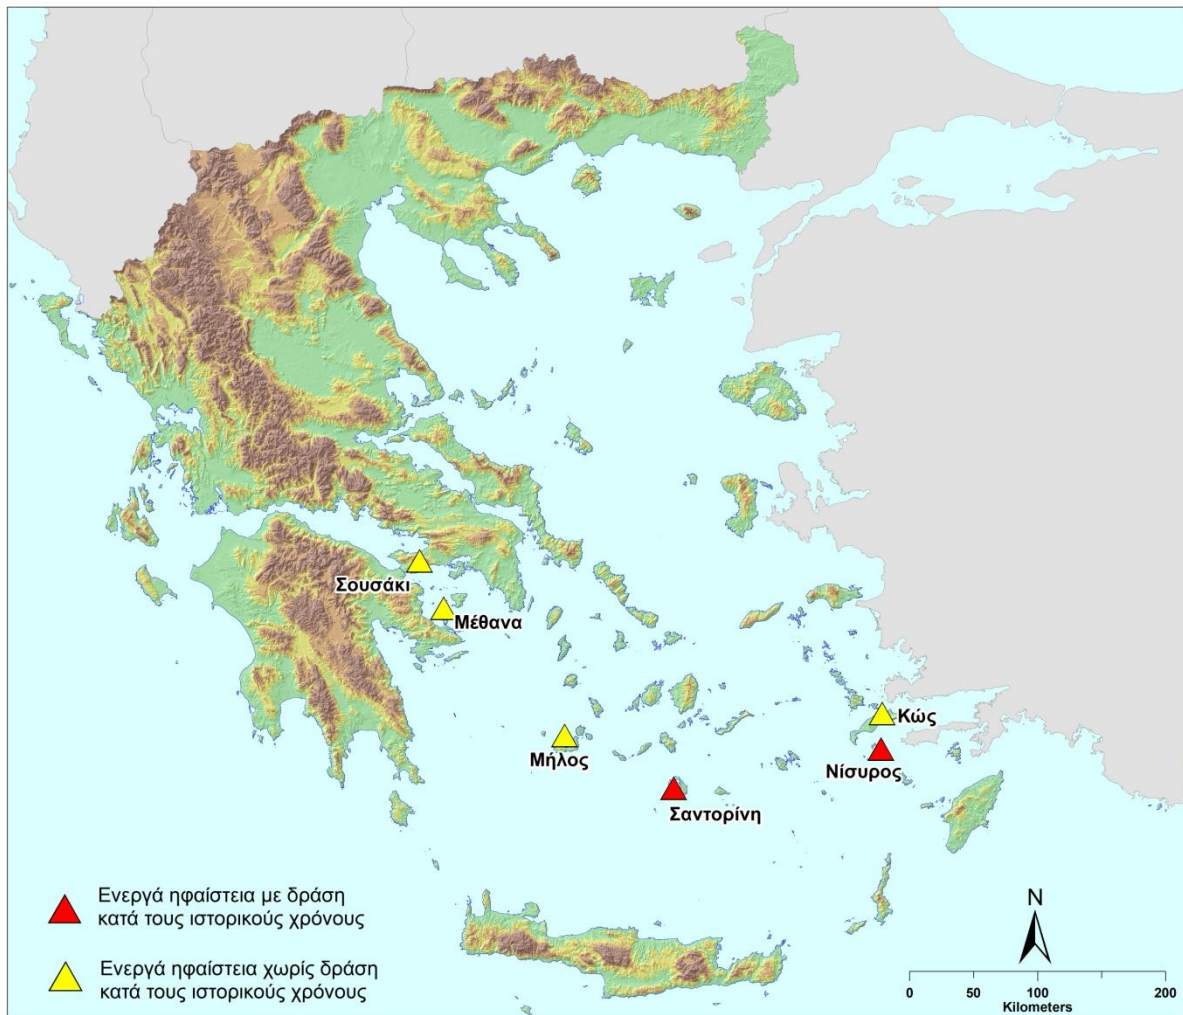 Σουσάκι
Μέθανα
Κώς
Μήλος
Νίσυρος
Σαντορίνη
Ενεργά ηφαίστεια με δράση
κατά τους ιστορικούς χρόνους
Ενεργά ηφαίστεια χωρίς δράση
κατά τους ιστορικούς χρόνους
N
0 50 100 200
Kilometers